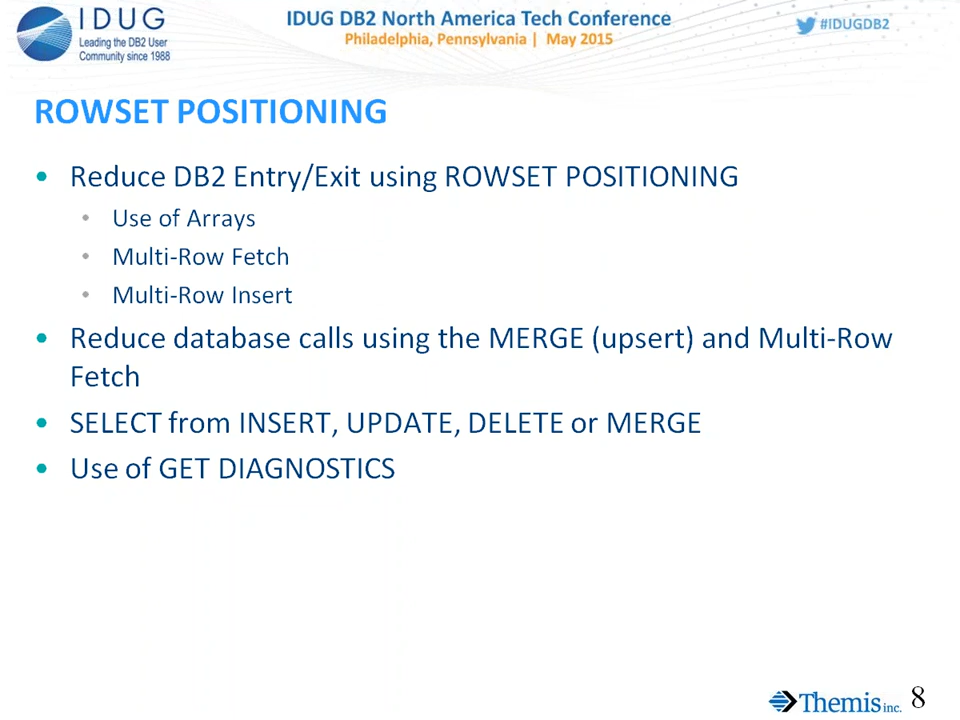 IDUG
Leading the DB2 User
Community since 1988
IDUG DB2 North America Tech Conference
Philadelphia, Pennsylvania | May 2015
#IDUGDB2
ROWSET POSITIONING
• Reduce DB2 Entry/Exit using ROWSET POSITIONING
• Use of Arrays
• Multi-Row Fetch
• Multi-Row Insert
• Reduce database calls using the MERGE (upsert) and Multi-Row
Fetch
• SELECT from INSERT, UPDATE, DELETE or MERGE
• Use of GET DIAGNOSTICS
Themis inc.
8